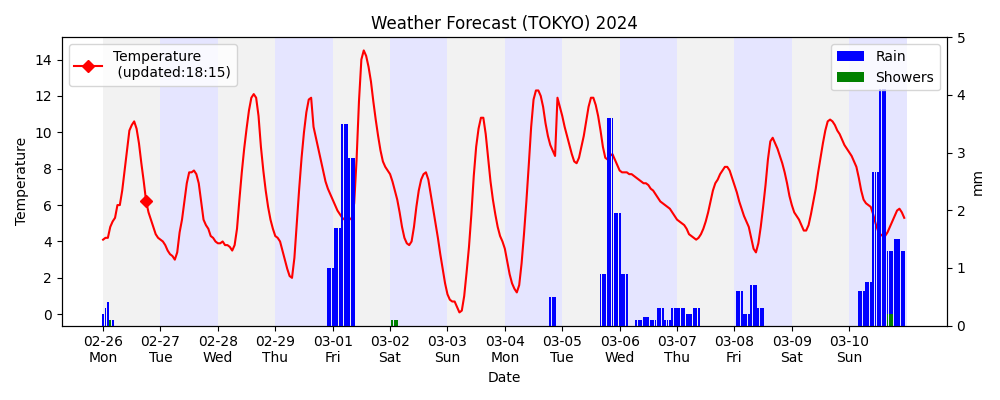 Weather Forecast (TOKYO) 2024
Temperature
(updated:18:15)
Rain
Showers
Temperature
14
12
10
8
6
4
2
0
5
4
3
2
1
0
mm
02-26 02-27 02-28 02-29 03-01 03-02 03-03 03-04 03-05 03-06 03-07 03-08 03-09 03-10
Mon Tue Wed Thu Fri Sat Sun Mon Tue Wed Thu Fri Sat Sun
Date